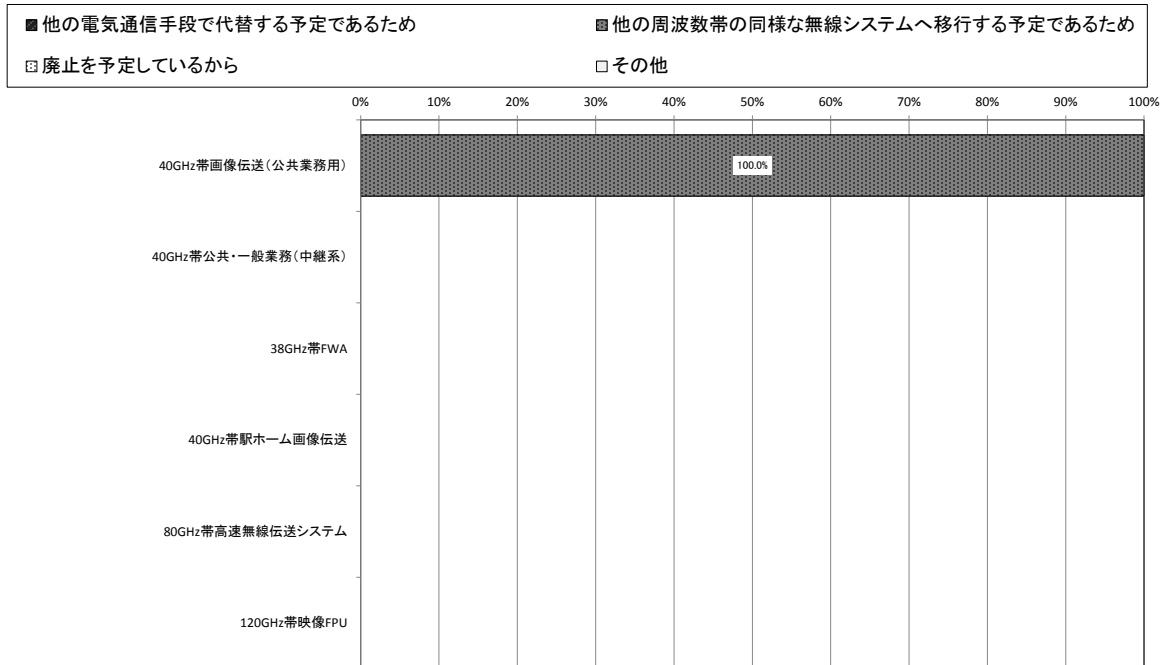 ■他の電気通信手段で代替する予定であるため ■他の周波数帯の同様な無線システムへ移行する予定であるため
□廃止を予定しているから □その他
0% 10% 20% 30% 40% 50% 60% 70% 80% 90% 100%
40GHz帯画像伝送(公共業務用) 100.0%
40GHz帯公共・一般業務(中継系)
38GHz帯FWA
40GHz帯駅ホーム画像伝送
80GHz帯高速無線伝送システム
120GHz帯映像FPU